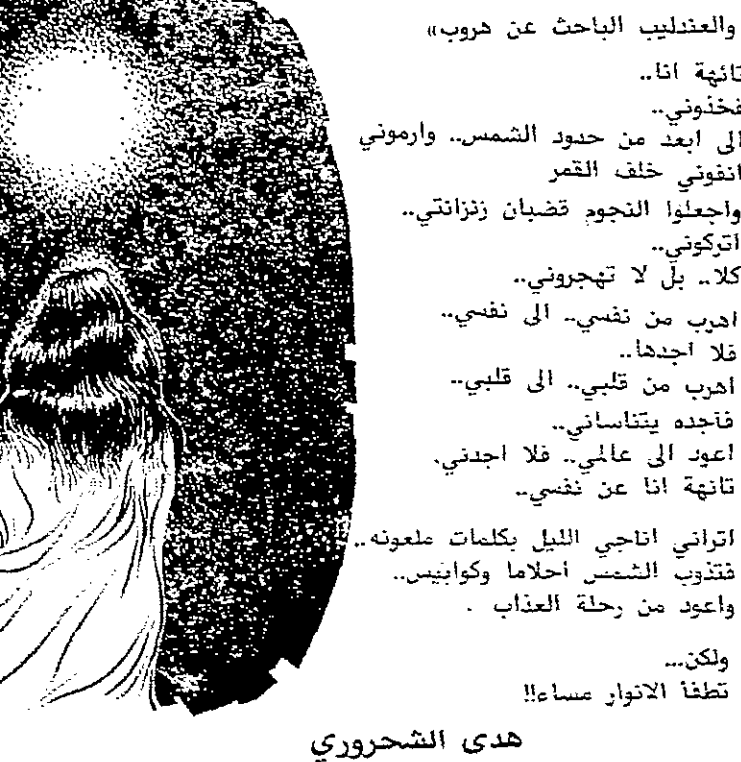 والعندليب الباحث عن هروب»
تائهة انا..
فخذوني..
الى ابعد من حدود الشمس.. وارموني
انفوني خلف القمر
واجعلوا النجوم قضبان زنزانتي..
اتركوني..
كلا.. بل لا تهجروني..
اهرب من نفسي.. الى نفسي..
فلا اجدها..
اهرب من قلبي.. الى قلبي..
فآجده يتناساني..
اعود الى عالمي.. فلا اجدني.
تائهة انا عن نفسي..
اتراني اناجي الليل بكلمات ملعونه..
فتذوب الشمس احلاما وكوابيس..
واعود من رحلة العذاب .
ولكن...
تطفأ الانوار مساء!!
هدى الشحروري